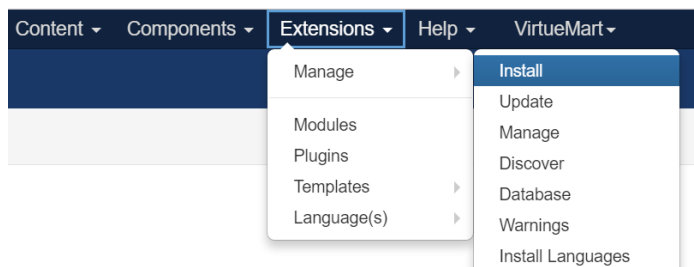 Content Components Extensions Help VirtueMart
Manage
Modules
Plugins
Templates
Language(s)
Install
Update
Manage
Discover
Database
Warnings
Install Languages